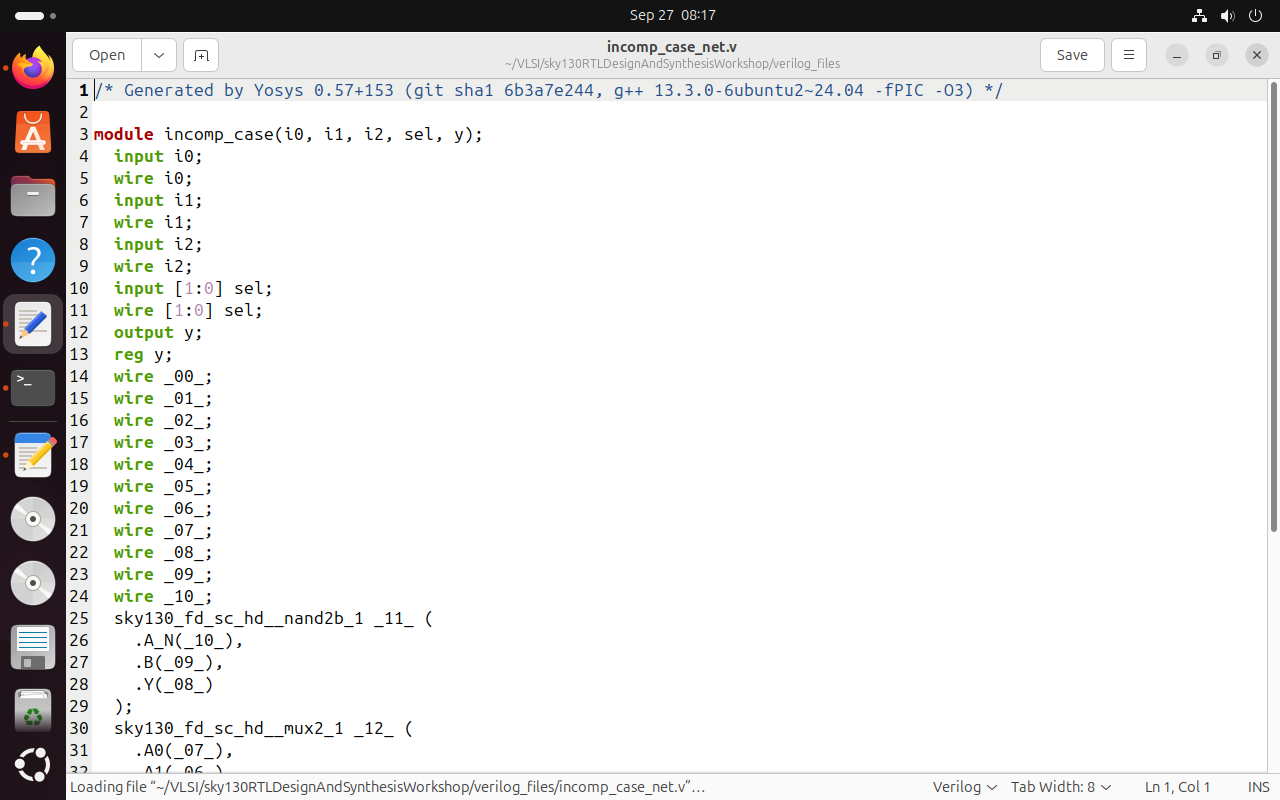 Sep 27 08:17
Open
incomp_case_net.v
~/VLSI/sky130RTLDesignAndSynthesisWorkshop/verilog_files
Save
1 /* Generated by Yosys 0.57+153 (git sha1 6b3a7e244, g++ 13.3.0-6ubuntu2~24.04 -fPIC -O3) */
2
3 module incomp_case(i0, i1, i2, sel, y);
4 input i0;
5 wire i0;
6 input i1;
7 wire i1;
8 input i2;
9 wire i2;
10 input [1:0] sel;
11 wire [1:0] sel;
12 output y;
13 reg y;
14 wire _00_;
15 wire _01_;
16 wire _02_;
17 wire _03_;
18 wire _04_;
19 wire _05_;
20 wire _06_;
21 wire _07_;
22 wire _08_;
23 wire _09_;
24 wire _10_;
25 sky130_fd_sc_hd__nand2b_1 _11_ (
26 .A_N(_10_),
27 .B(_09_),
28 .Y(_08_)
29 );
30 sky130_fd_sc_hd__mux2_1 _12_ (
31 .A0(_07_),
32 .A1(_06_),
Loading file “~/VLSI/sky130RTLDesignAndSynthesisWorkshop/verilog_files/incomp_case_net.v”…
Verilog
Tab Width: 8
Ln 1, Col 1
INS